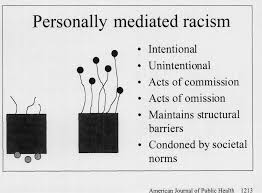 Personally mediated racism
• Intentional
• Unintentional
• Acts of commission
• Acts of omission
• Maintains structural
barriers
• Condoned by societal
norms
American Journal of Public Health 1213